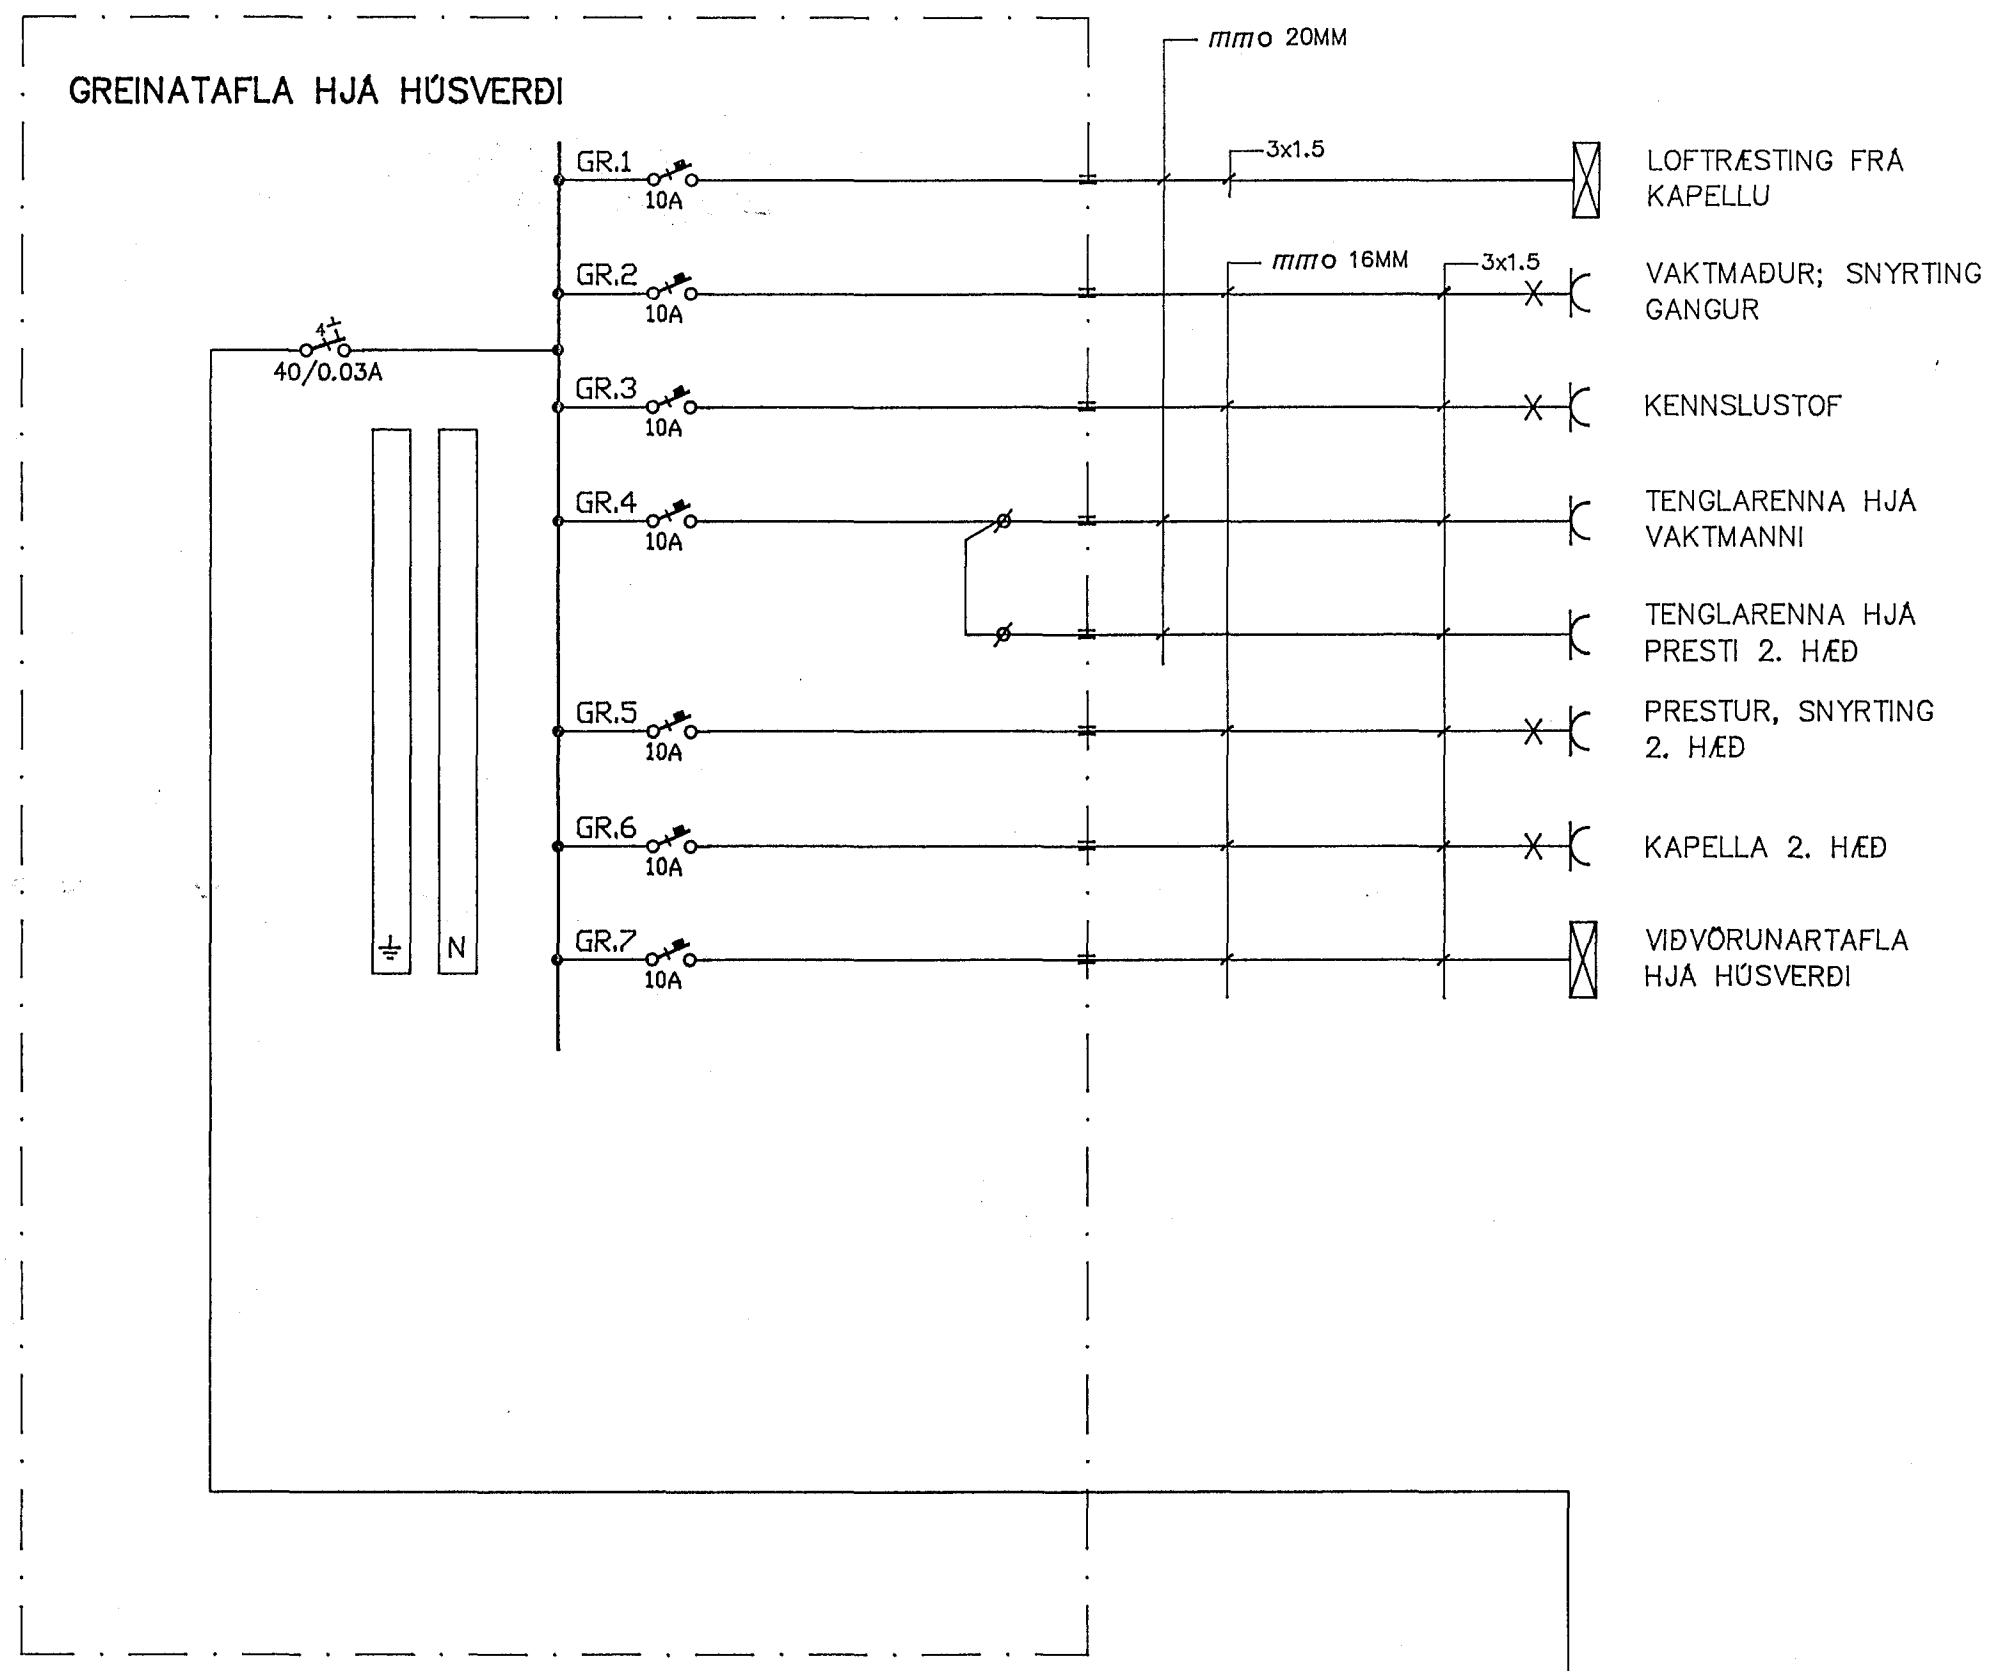 GREINATAFLA HJÁ HÚSVERÐI
mmo 20MM
GR.1
10A
3x1.5
LOFTRÆSTING FRÁ
KAPELLU
GR.2
10A
mmo 16MM
3x1.5
VAKTMAÐUR; SNYRTING
GANGUR
4
40/0.03A
GR.3
10A
KENNSLUSTOF
GR.4
10A
TENGLARENNA HJÁ
VAKTMANNI
TENGLARENNA HJÁ
PRESTI 2. HÆÐ
GR.5
10A
PRESTUR, SNYRTING
2. HÆÐ
GR.6
10A
KAPELLA 2. HÆÐ
N
GR.7
10A
VIÐVÖRUNARTAFLA
HJÁ HÚSVERÐI